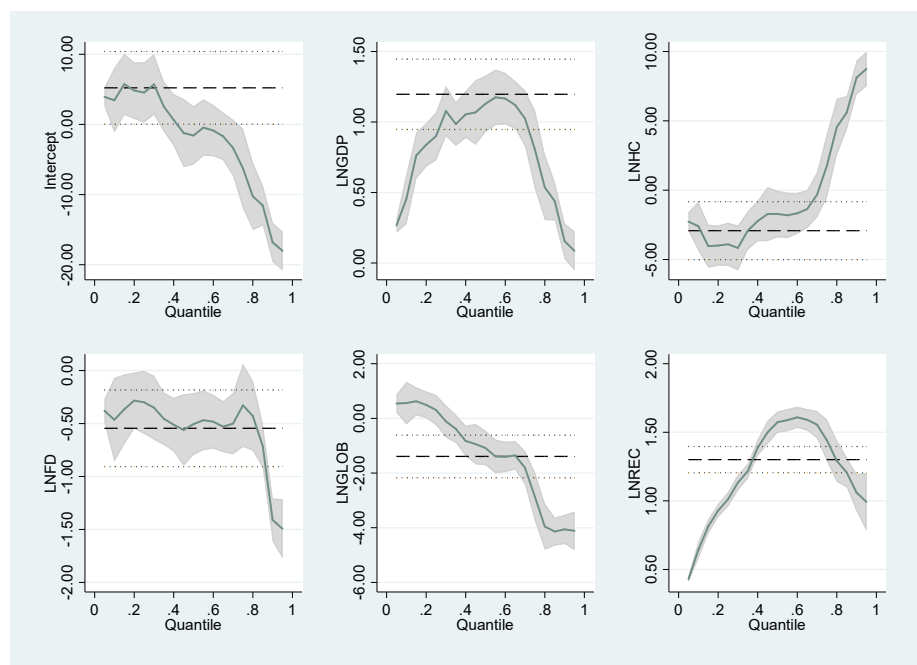 Intercept
10.00
0.00
-10.00
-20.00
0 .2 .4 .6 .8 1
Quantile
LNGDP
1.50
1.00
0.50
0.00
0 .2 .4 .6 .8 1
Quantile
LNHC
10.00
5.00
0.00
-5.00
0 .2 .4 .6 .8 1
Quantile
LNFD
0.00
-0.50
-1.00
-1.50
-2.00
0 .2 .4 .6 .8 1
Quantile
LNGLOB
2.00
0.00
-2.00
-4.00
-6.00
0 .2 .4 .6 .8 1
Quantile
LNREC
2.00
1.50
1.00
0.50
0 .2 .4 .6 .8 1
Quantile